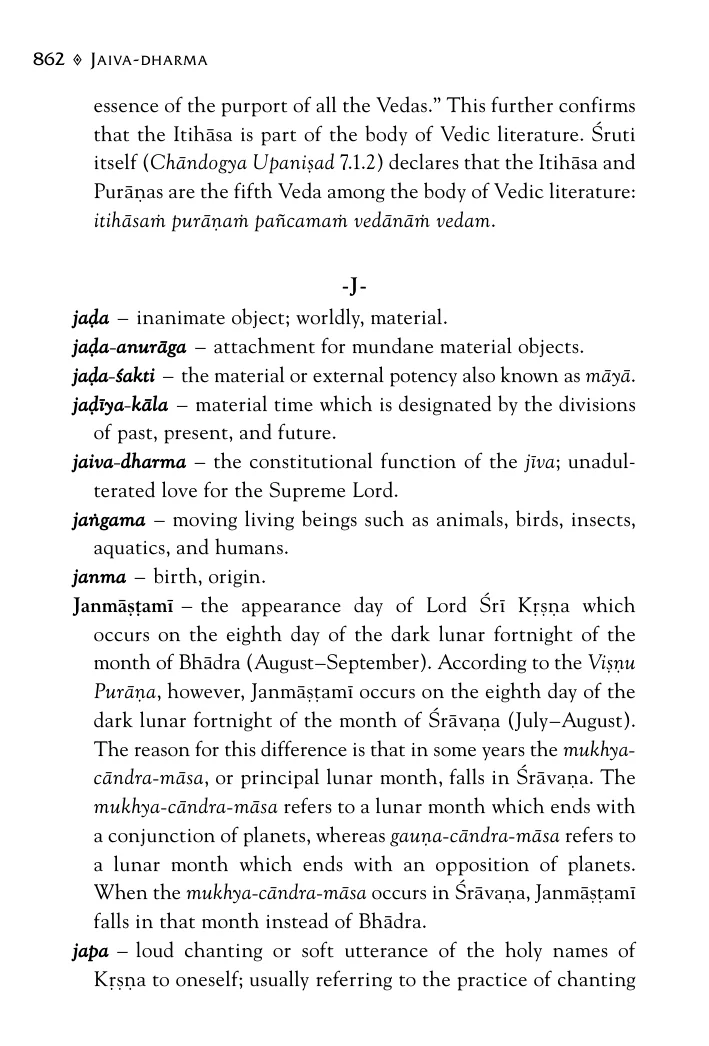 862 ◈ JAIVA-DHARMA
essence of the purport of all the Vedas.” This further confirms
that the Itihāsa is part of the body of Vedic literature. Śruti
itself (Chāndogya Upaniṣad 7.1.2) declares that the Itihāsa and
Purāṇas are the fifth Veda among the body of Vedic literature:
itihāsaṁ purāṇaṁ pañcamaṁ vedānāṁ vedam.
-J-
jaḍa – inanimate object; worldly, material.
jaḍa-anurāga – attachment for mundane material objects.
jaḍa-śakti – the material or external potency also known as māyā.
jaḍīya-kāla – material time which is designated by the divisions
of past, present, and future.
jaiva-dharma – the constitutional function of the jīva; unadul-
terated love for the Supreme Lord.
jaṅgama – moving living beings such as animals, birds, insects,
aquatics, and humans.
janma – birth, origin.
Janmāṣṭamī – the appearance day of Lord Śrī Kṛṣṇa which
occurs on the eighth day of the dark lunar fortnight of the
month of Bhādra (August–September). According to the Viṣṇu
Purāṇa, however, Janmāṣṭamī occurs on the eighth day of the
dark lunar fortnight of the month of Śrāvaṇa (July–August).
The reason for this difference is that in some years the mukhya-
cāndra-māsa, or principal lunar month, falls in Śrāvaṇa. The
mukhya-cāndra-māsa refers to a lunar month which ends with
a conjunction of planets, whereas gauṇa-cāndra-māsa refers to
a lunar month which ends with an opposition of planets.
When the mukhya-cāndra-māsa occurs in Śrāvaṇa, Janmāṣṭamī
falls in that month instead of Bhādra.
japa – loud chanting or soft utterance of the holy names of
Kṛṣṇa to oneself; usually referring to the practice of chanting